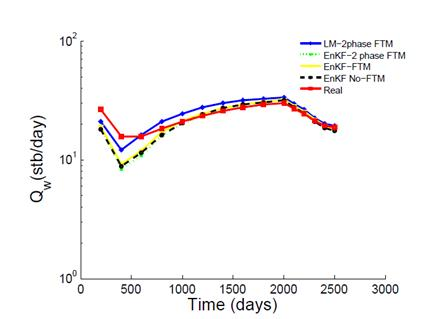 10²
LM-2phase FTM
EnKF-2 phase FTM
EnKF-FTM
EnKF No-FTM
Real
10¹
Qw(stb/day)
10⁰
0 500 1000 1500 2000 2500 3000
Time (days)